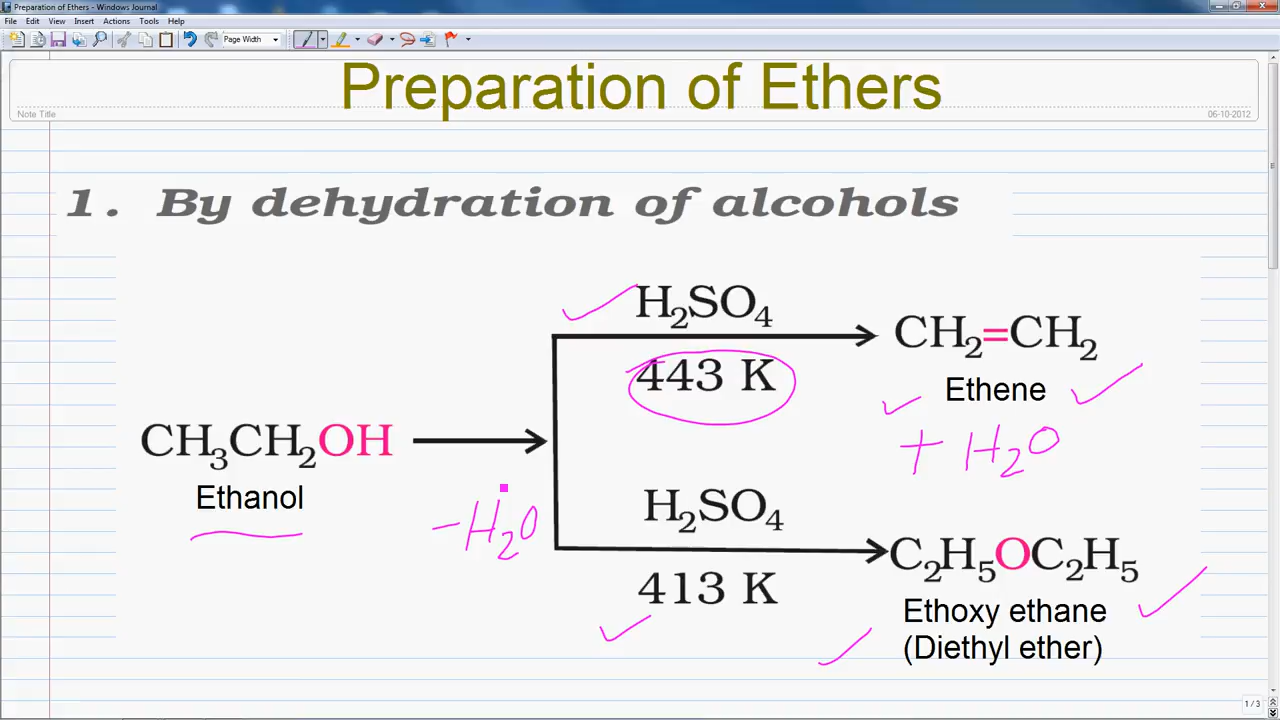 Preparation of Ethers - Windows Journal
File Edit View Insert Actions Tools Help
Page Width
Preparation of Ethers
Note Title
06-10-2012
1. By dehydration of alcohols
H₂SO₄
443 K
CH₂=CH₂
Ethene
+ H₂O
CH₃CH₂OH
Ethanol
-H₂O
H₂SO₄
413 K
C₂H₅OC₂H₅
Ethoxy ethane
(Diethyl ether)
1 / 3